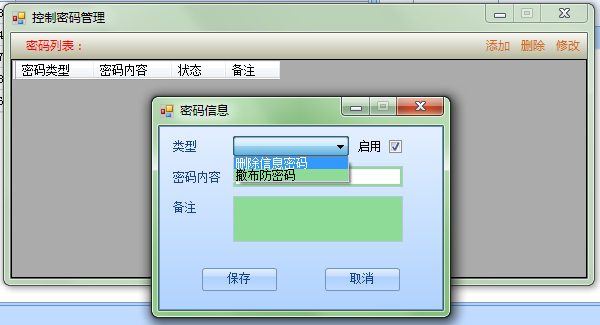 控制密码管理
密码列表： 添加 删除 修改
密码类型 密码内容 状态 备注
密码信息
类型 启用
删除信息密码
撤布防密码
密码内容
备注
保存 取消